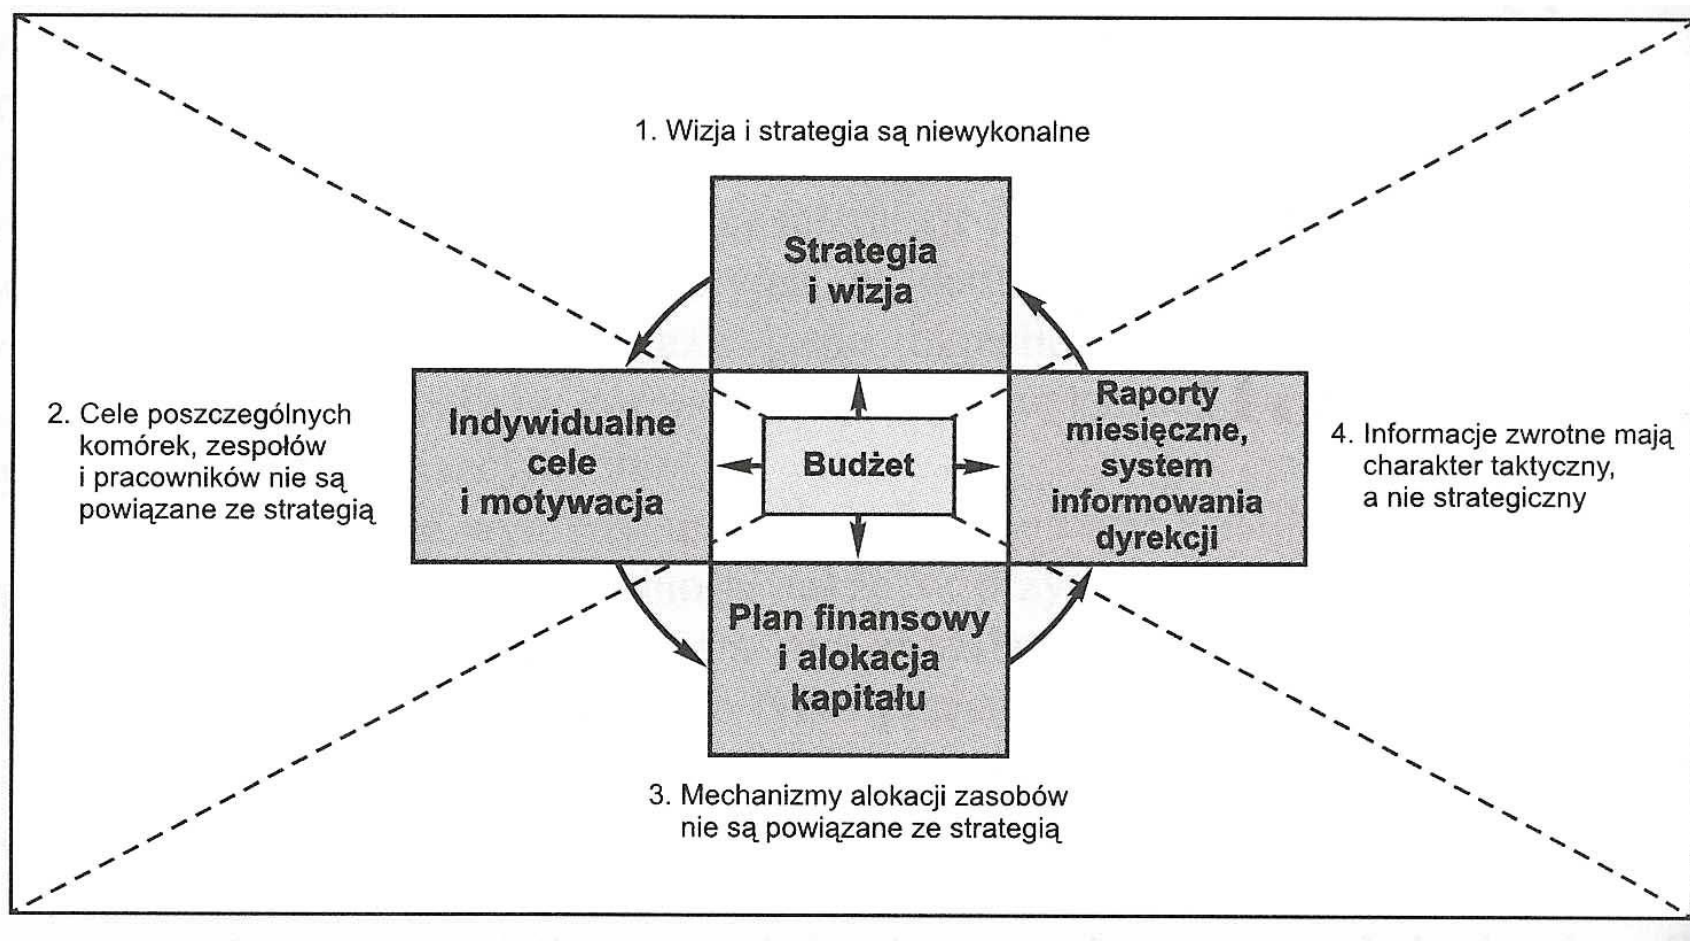 1. Wizja i strategia są niewykonalne
Strategia
i wizja
2. Cele poszczególnych
komórek, zespołów
i pracowników nie są
powiązane ze strategią
Indywidualne
cele
i motywacja
Budżet
Raporty
miesięczne,
system
informowania
dyrekcji
4. Informacje zwrotne mają
charakter taktyczny,
a nie strategiczny
Plan finansowy
i alokacja
kapitału
3. Mechanizmy alokacji zasobów
nie są powiązane ze strategią